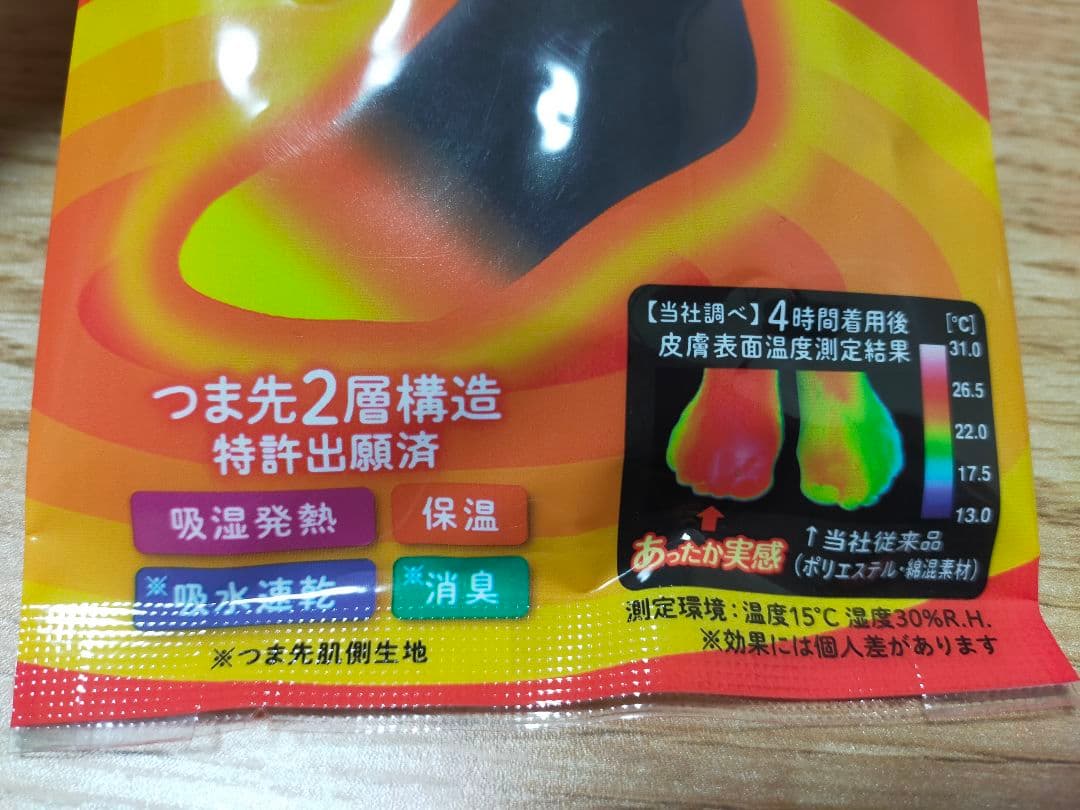 つま先2層構造
特許出願済
吸湿発熱
保温
※吸水速乾
※消臭
※つま先肌側生地
【当社調べ】4時間着用後
皮膚表面温度測定結果
[℃]
31.0
26.5
22.0
17.5
13.0
あったか実感
↑当社従来品
(ポリエステル・綿混素材)
測定環境:温度15℃ 湿度30%R.H.
※効果には個人差があります